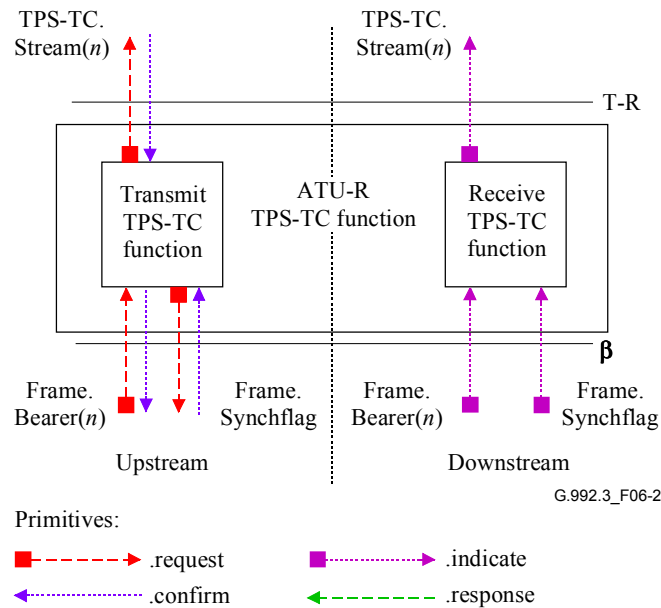 TPS-TC.
Stream(n)
TPS-TC.
Stream(n)
T-R
Transmit
TPS-TC
function
ATU-R
TPS-TC function
Receive
TPS-TC
function
β
Frame.
Bearer(n)
Frame.
Synchflag
Frame.
Bearer(n)
Frame.
Synchflag
Upstream
Downstream
G.992.3_F06-2
Primitives:
.request
.indicate
.confirm
.response